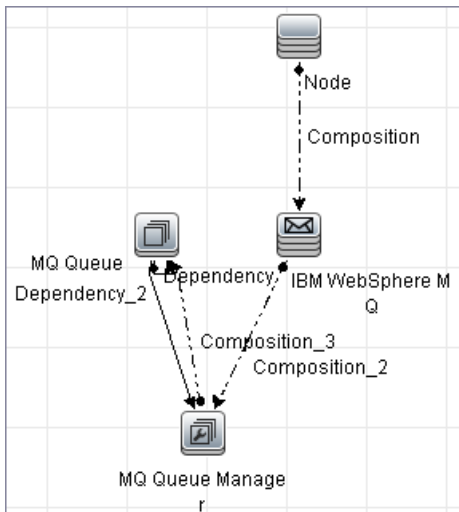 Node
Composition
MQ Queue
Dependency
IBM WebSphere M
Q
Dependency_2
Composition_3
Composition_2
MQ Queue Manage
r